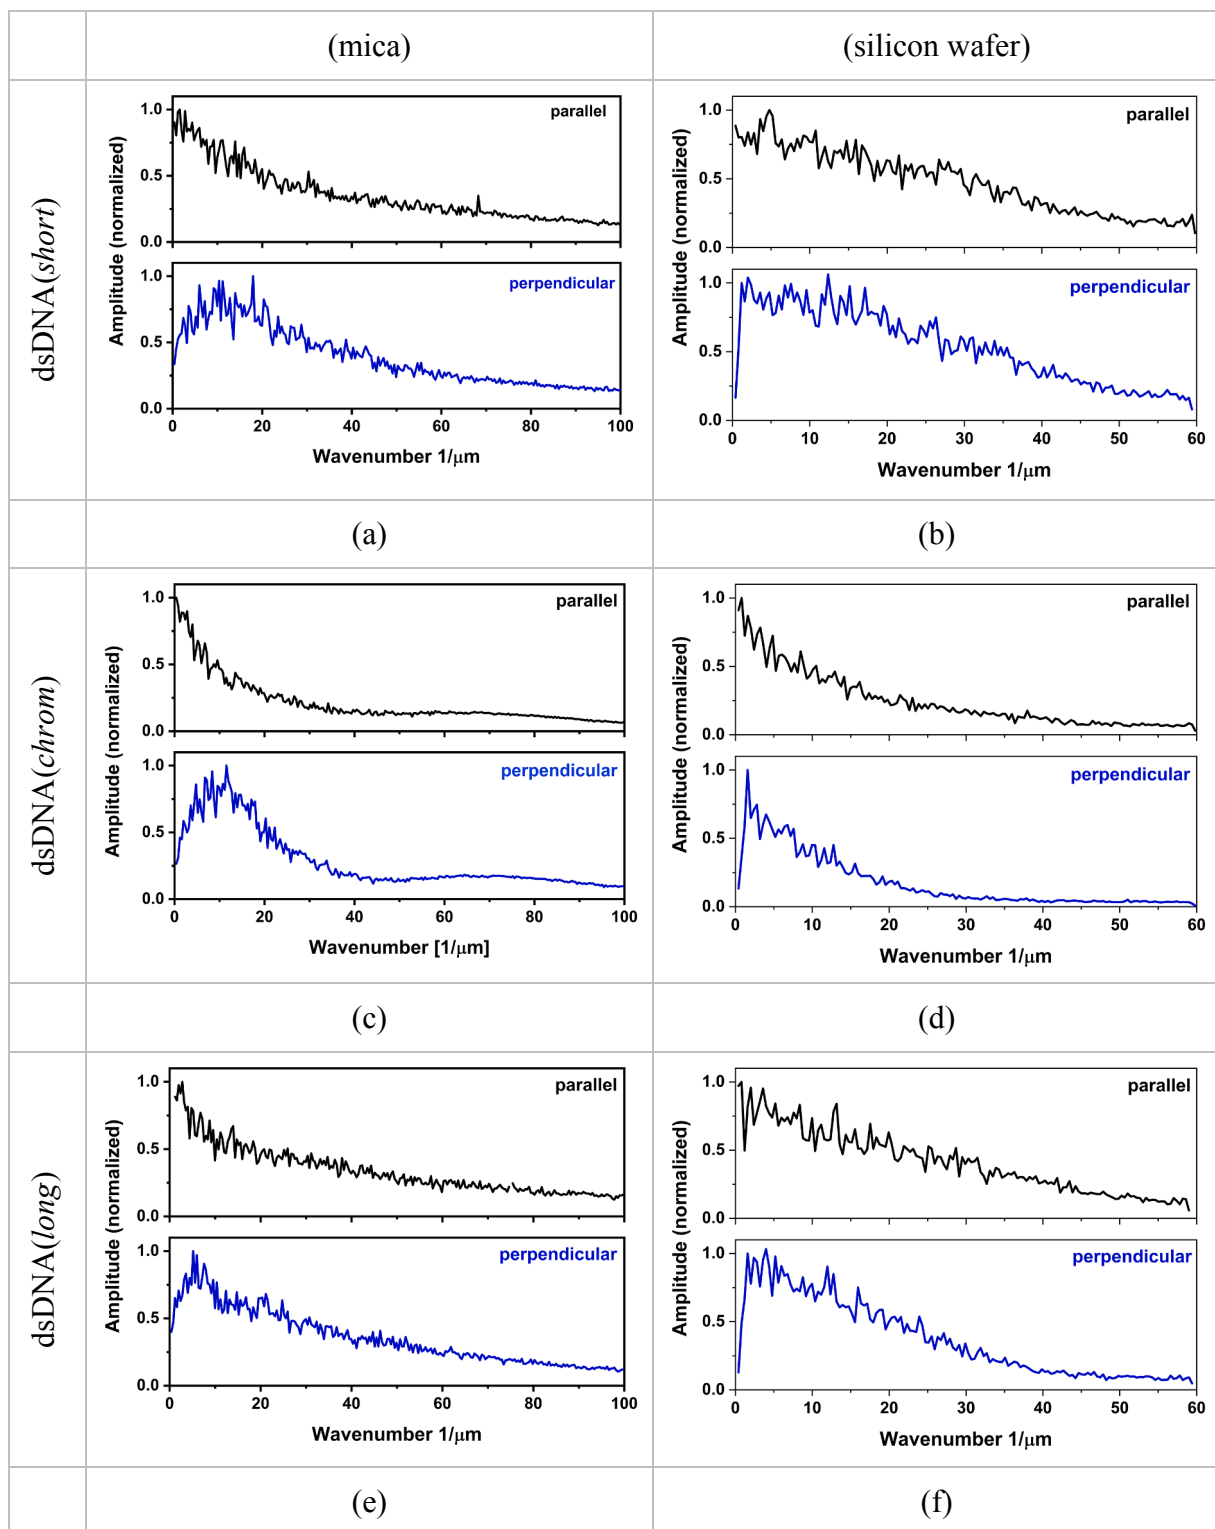 (mica)
(silicon wafer)
dsDNA(short)
Amplitude (normalized)
1.0
0.5
0.0
parallel
1.0
0.5
0.0
perpendicular
0
20
40
60
80
100
Wavenumber 1/μm
Amplitude (normalized)
1.0
0.5
0.0
parallel
1.0
0.5
0.0
perpendicular
0
10
20
30
40
50
60
Wavenumber 1/μm
(a)
(b)
dsDNA(chrom)
Amplitude (normalized)
1.0
0.5
0.0
parallel
1.0
0.5
0.0
perpendicular
0
20
40
60
80
100
Wavenumber [1/μm]
Amplitude (normalized)
1.0
0.5
0.0
parallel
1.0
0.5
0.0
perpendicular
0
10
20
30
40
50
60
Wavenumber 1/μm
(c)
(d)
dsDNA(long)
Amplitude (normalized)
1.0
0.5
0.0
parallel
1.0
0.5
0.0
perpendicular
0
20
40
60
80
100
Wavenumber 1/μm
Amplitude (normalized)
1.0
0.5
0.0
parallel
1.0
0.5
0.0
perpendicular
0
10
20
30
40
50
60
Wavenumber 1/μm
(e)
(f)